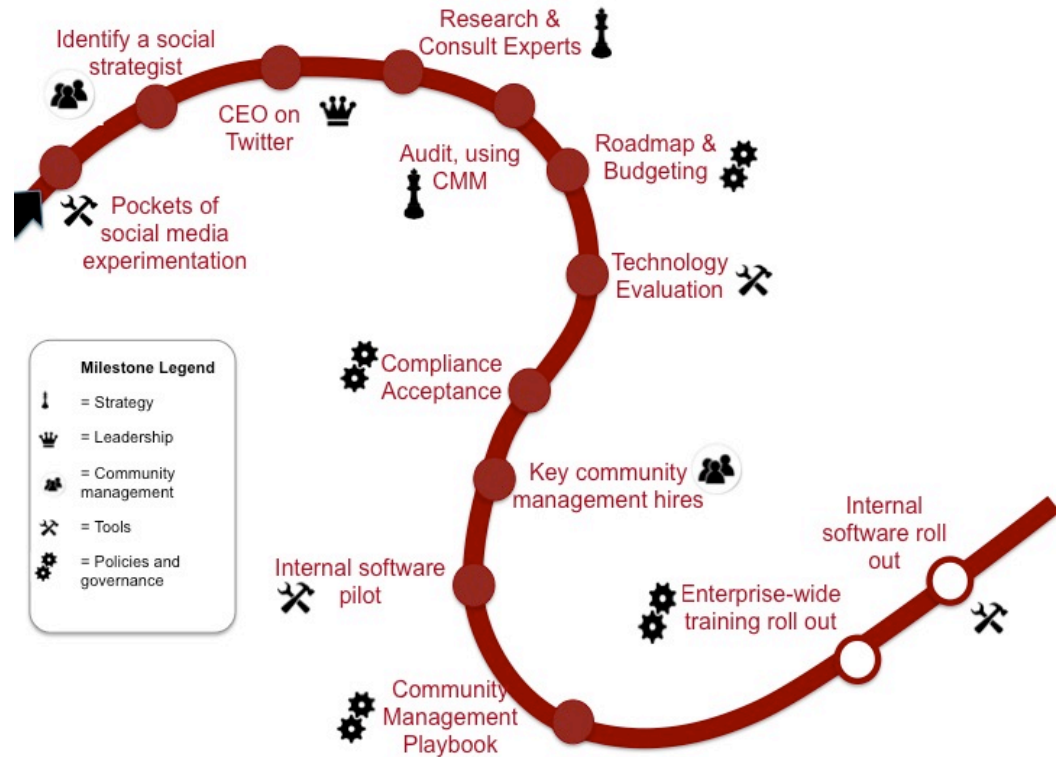 Identify a social
strategist
Research &
Consult Experts
CEO on
Twitter
Audit, using
CMM
Roadmap &
Budgeting
Pockets of
social media
experimentation
Technology
Evaluation
Compliance
Acceptance
Milestone Legend
= Strategy
= Leadership
= Community
management
= Tools
= Policies and
governance
Key community
management hires
Internal software
pilot
Internal
software roll
out
Enterprise-wide
training roll out
Community
Management
Playbook